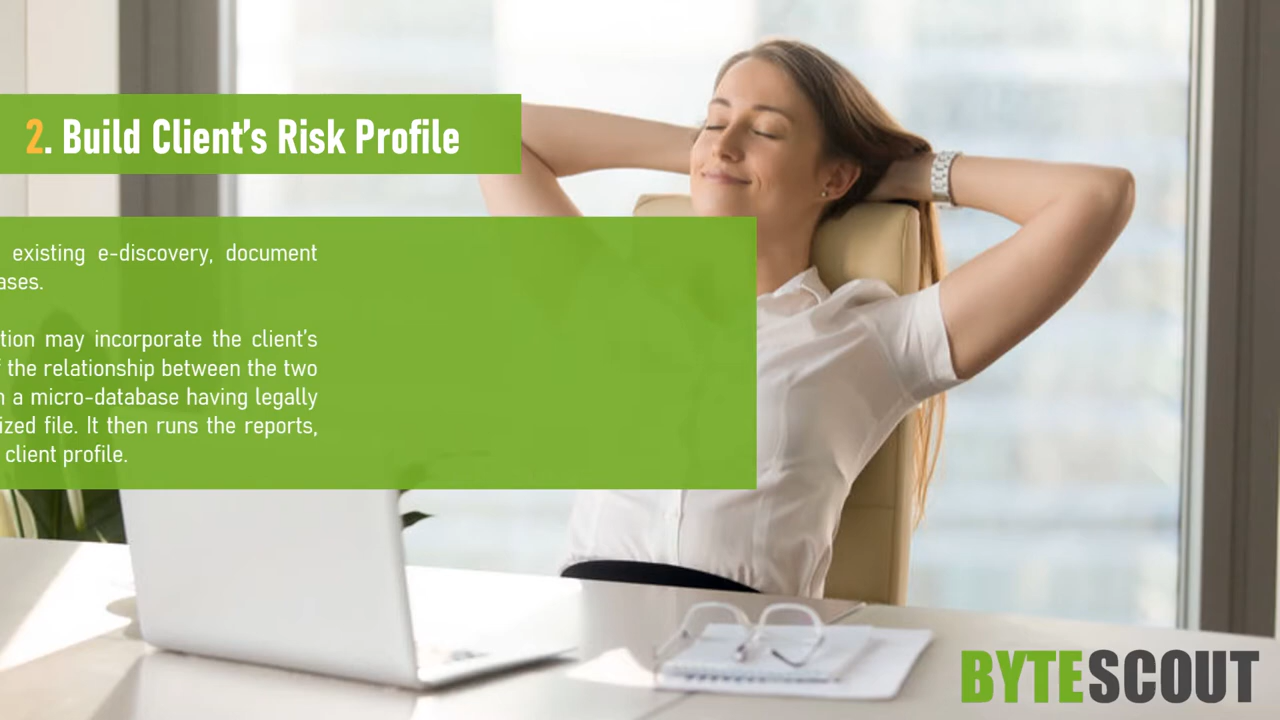 2. Build Client's Risk Profile
existing e-discovery, document
ases.
tion may incorporate the client's
the relationship between the two
a micro-database having legally
ized file. It then runs the reports,
client profile.
BYTESCOUT